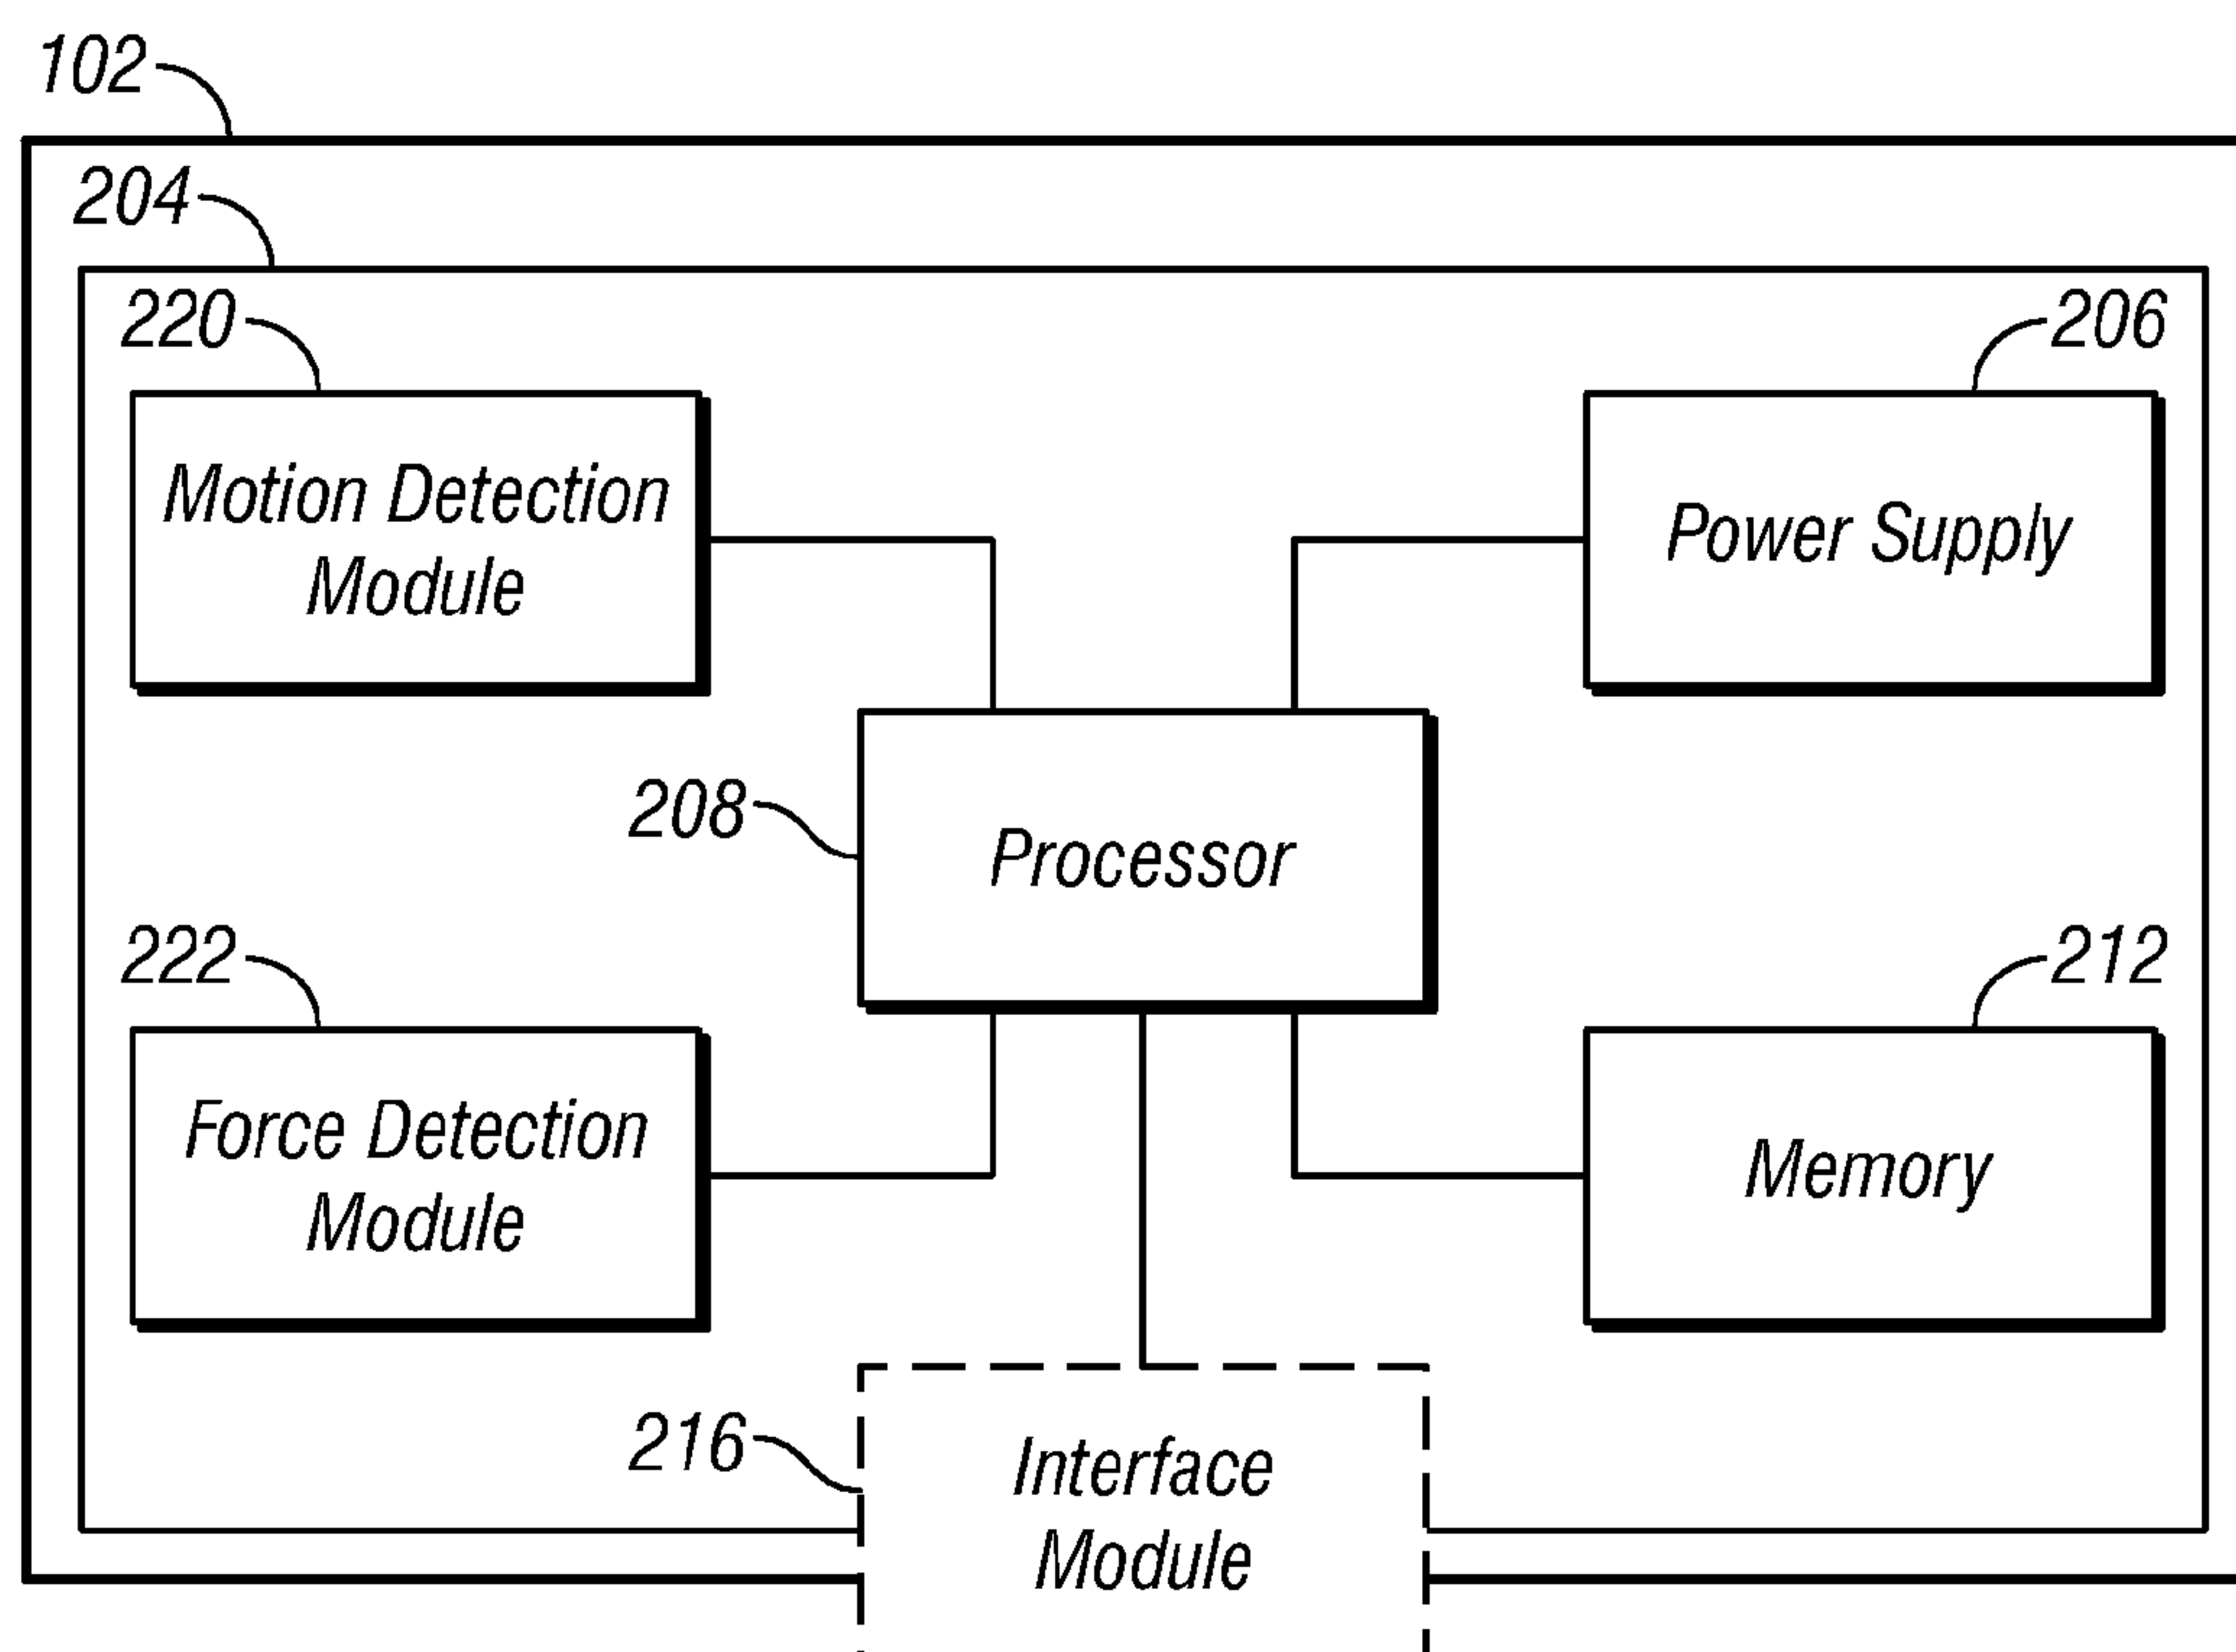 102
204
220
206
Motion Detection
Module
Power Supply
208
Processor
222
212
Force Detection
Module
Memory
216
Interface
Module